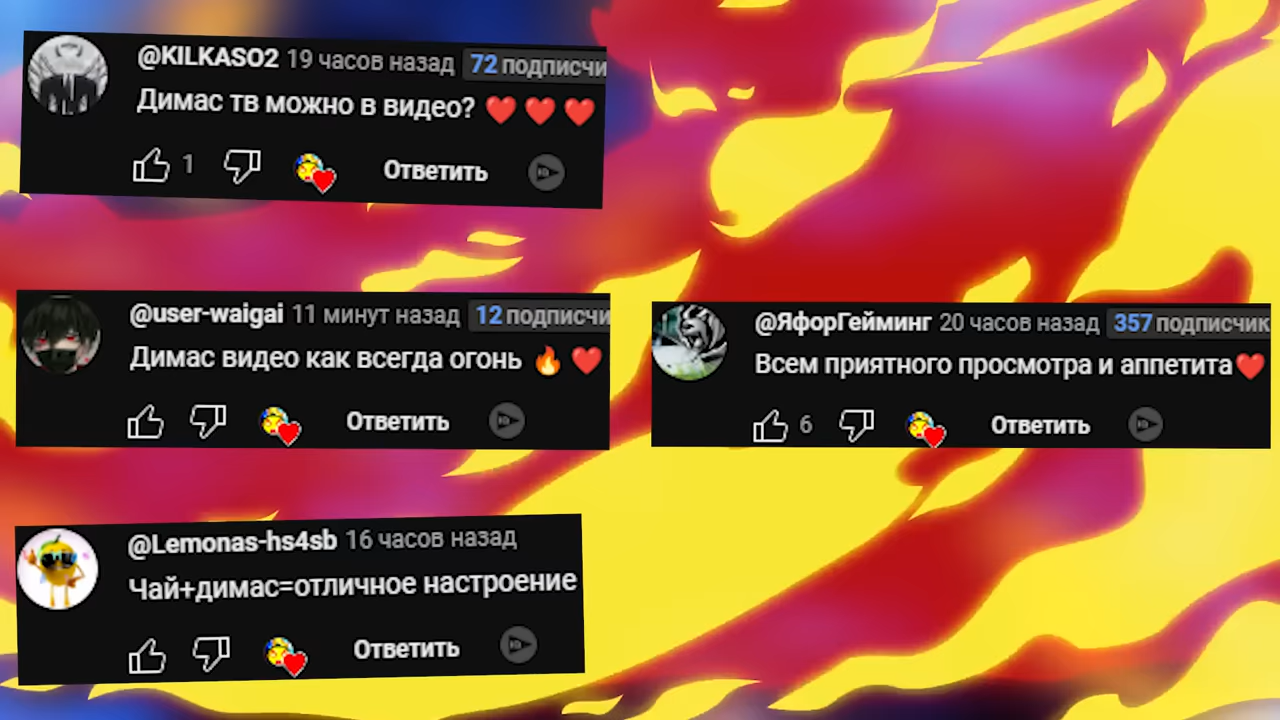 @KILKASO2 19 часов назад 72 подписчи
Димас тв можно в видео? ❤️ ❤️ ❤️
1 Ответить
@user-waigai 11 минут назад 12 подписчи
Димас видео как всегда огонь 🔥 ❤️
Ответить
@ЯфорГейминг 20 часов назад 357 подписчик
Всем приятного просмотра и аппетита❤️
6 Ответить
@Lemonas-hs4sb 16 часов назад
Чай+димас=отличное настроение
Ответить